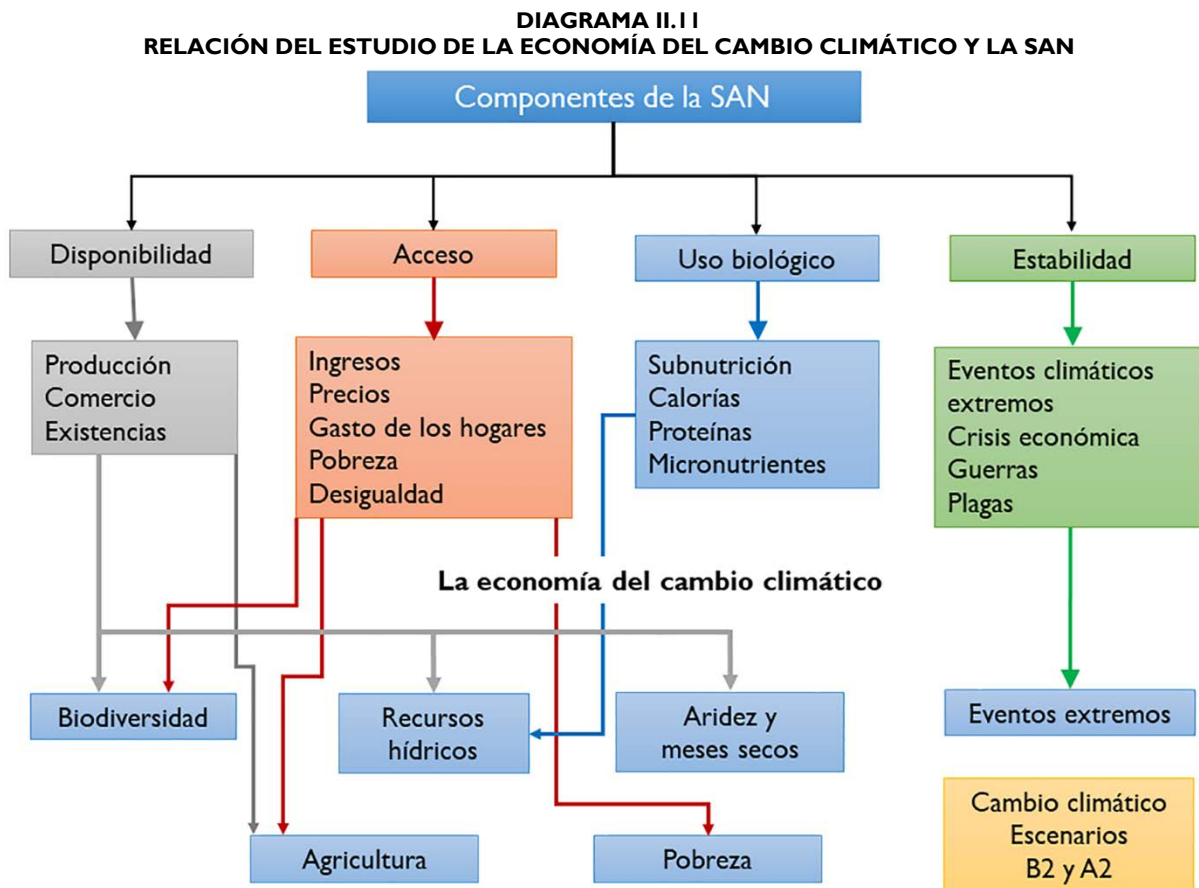 DIAGRAMA II.11
RELACIÓN DEL ESTUDIO DE LA ECONOMÍA DEL CAMBIO CLIMÁTICO Y LA SAN
Componentes de la SAN
Disponibilidad
Acceso
Uso biológico
Estabilidad
Producción
Comercio
Existencias
Ingresos
Precios
Gasto de los hogares
Pobreza
Desigualdad
Subnutrición
Calorías
Proteínas
Micronutrientes
Eventos climáticos
extremos
Crisis económica
Guerras
Plagas
La economía del cambio climático
Biodiversidad
Recursos
hídricos
Aridez y
meses secos
Eventos extremos
Agricultura
Pobreza
Cambio climático
Escenarios
B2 y A2